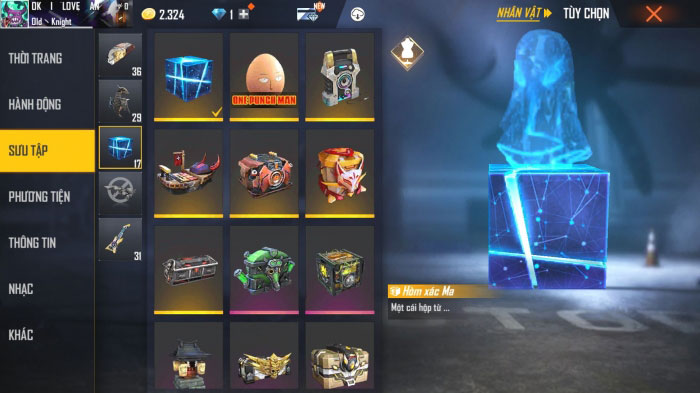 OK I LOVE AN
Old - Knight
/ 0
2.324
1
NEW
NHÂN VẬT
TÙY CHỌN
THỜI TRANG
36
HÀNH ĐỘNG
29
SƯU TẬP
17
PHƯƠNG TIỆN
THÔNG TIN
31
NHẠC
KHÁC
ONE PUNCH MAN
Hòm xác Ma
Một cái hộp từ ...